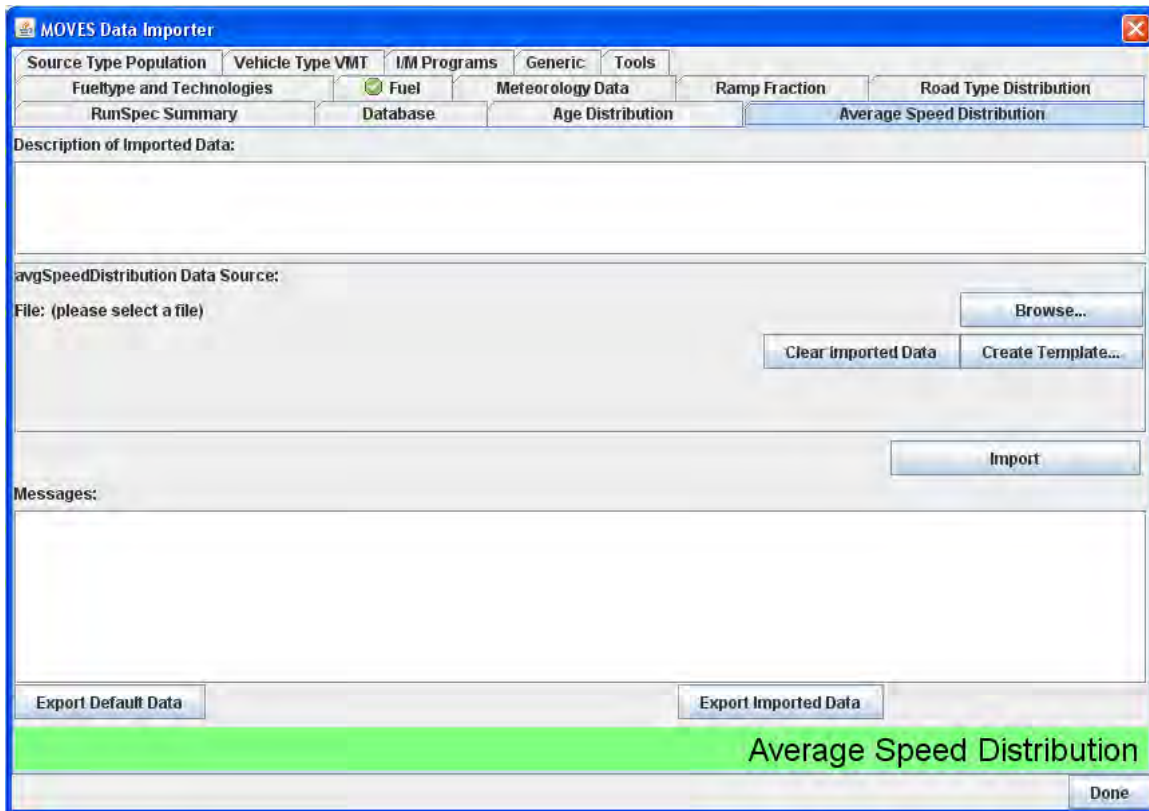 MOVES Data Importer
Source Type Population Vehicle Type VMT I/M Programs Generic Tools
Fueltype and Technologies Fuel Meteorology Data Ramp Fraction Road Type Distribution
RunSpec Summary Database Age Distribution Average Speed Distribution
Description of Imported Data:
avgSpeedDistribution Data Source:
File: (please select a file) Browse...
Clear Imported Data Create Template...
Import
Messages:
Export Default Data Export Imported Data
Average Speed Distribution
Done